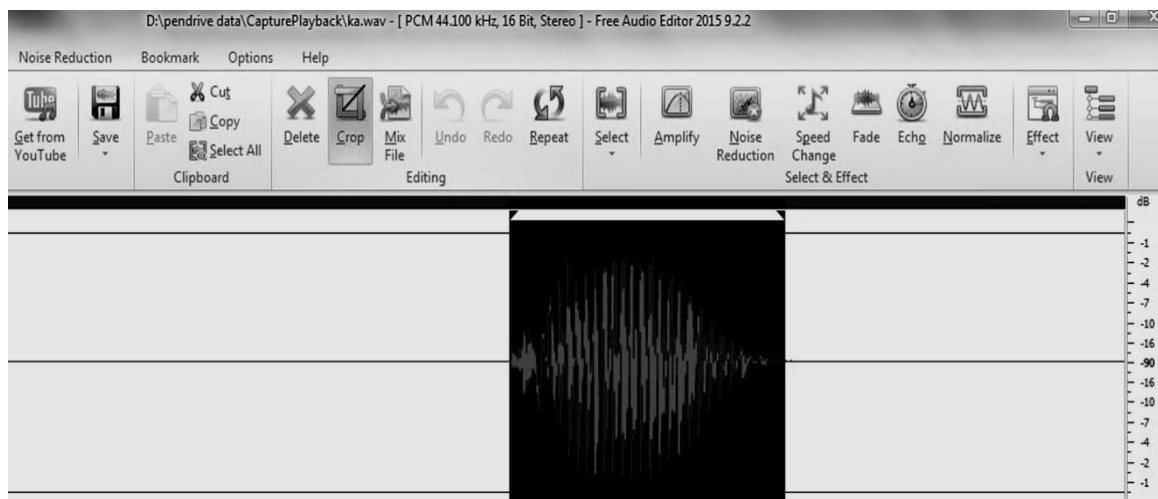 D:\pendrive data\CapturePlayback\ka.wav - [ PCM 44.100 kHz, 16 Bit, Stereo ] - Free Audio Editor 2015 9.2.2
Noise Reduction Bookmark Options Help
Tube
Get from YouTube
Save
Paste
Cut
Copy
Select All
Clipboard
Delete
Crop
Mix File
Undo
Redo
Repeat
Editing
Select
Amplify
Noise Reduction
Speed Change
Fade
Echo
Normalize
Effect
Select & Effect
View
View
dB
-1
-2
-4
-7
-10
-16
-90
-16
-10
-7
-4
-2
-1